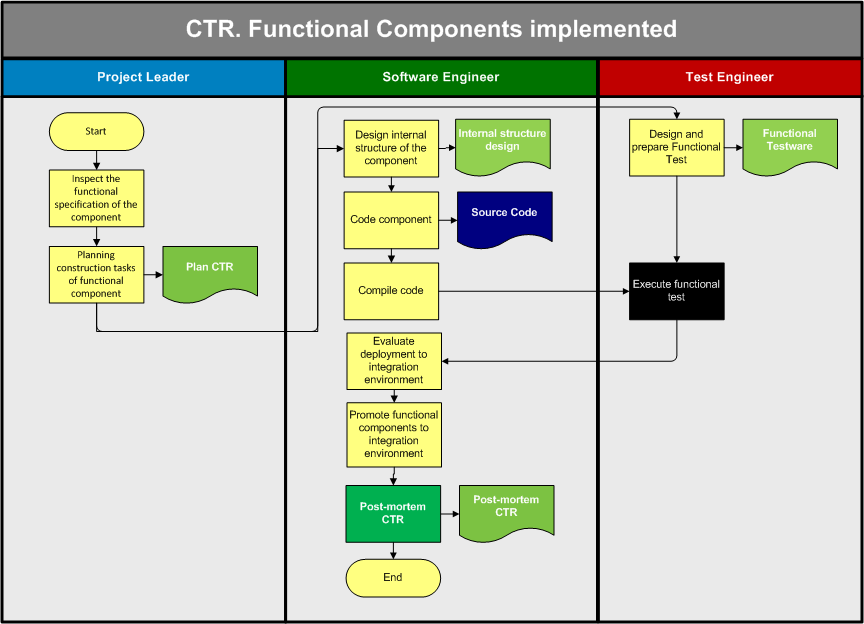 CTR. Functional Components implemented
Project Leader
Software Engineer
Test Engineer
Start
Inspect the
functional
specification of the
component
Planning
construction tasks
of functional
component
Plan CTR
Design internal
structure of the
component
Internal structure
design
Code component
Source Code
Compile code
Evaluate
deployment to
integration
environment
Promote functional
components to
integration
environment
Post-mortem
CTR
Post-mortem
CTR
End
Design and
prepare Functional
Test
Functional
Testware
Execute functional
test